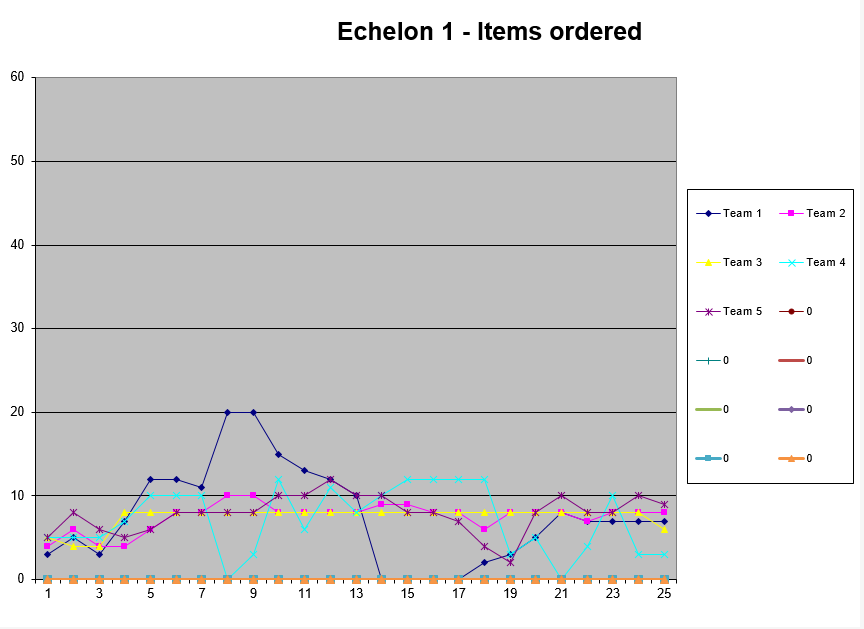 Echelon 1 - Items ordered
60
50
40
30
20
10
0
1 3 5 7 9 11 13 15 17 19 21 23 25
Team 1 Team 2
Team 3 Team 4
Team 5 0
0 0
0 0
0 0